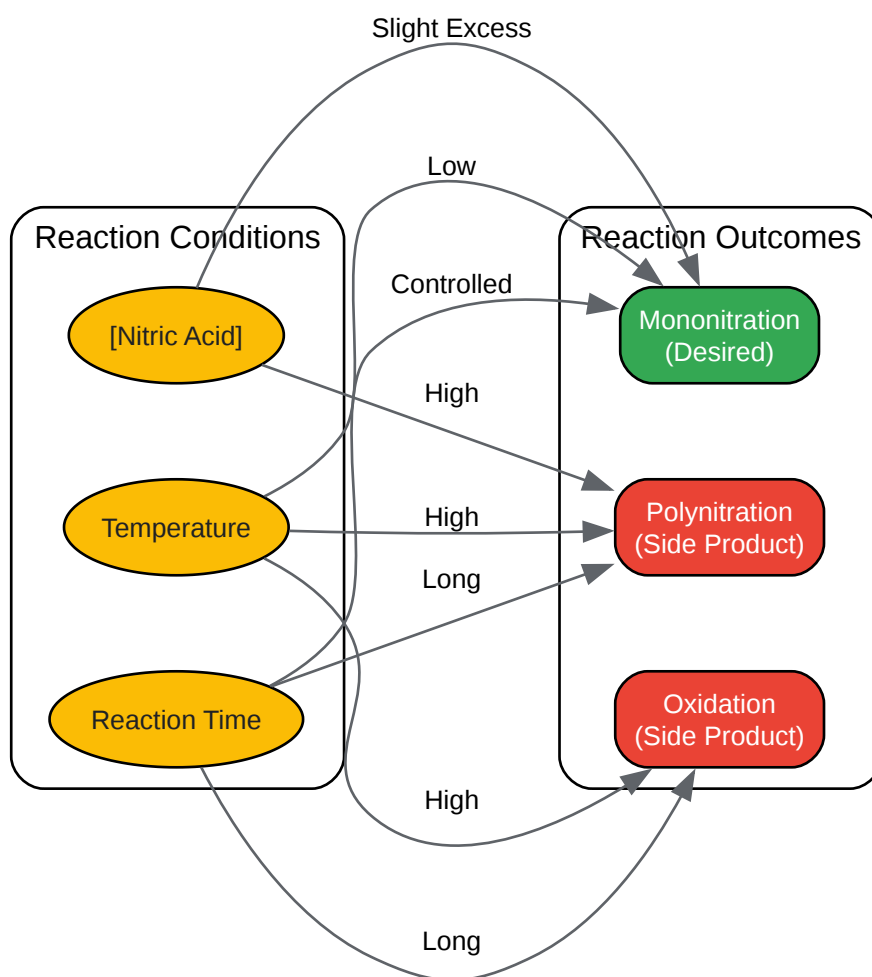 Slight Excess
Low
Reaction Conditions
Reaction Outcomes
Controlled
[Nitric Acid]
Mononitration
(Desired)
High
Temperature
High
Polynitration
(Side Product)
Long
Reaction Time
Oxidation
(Side Product)
High
Long